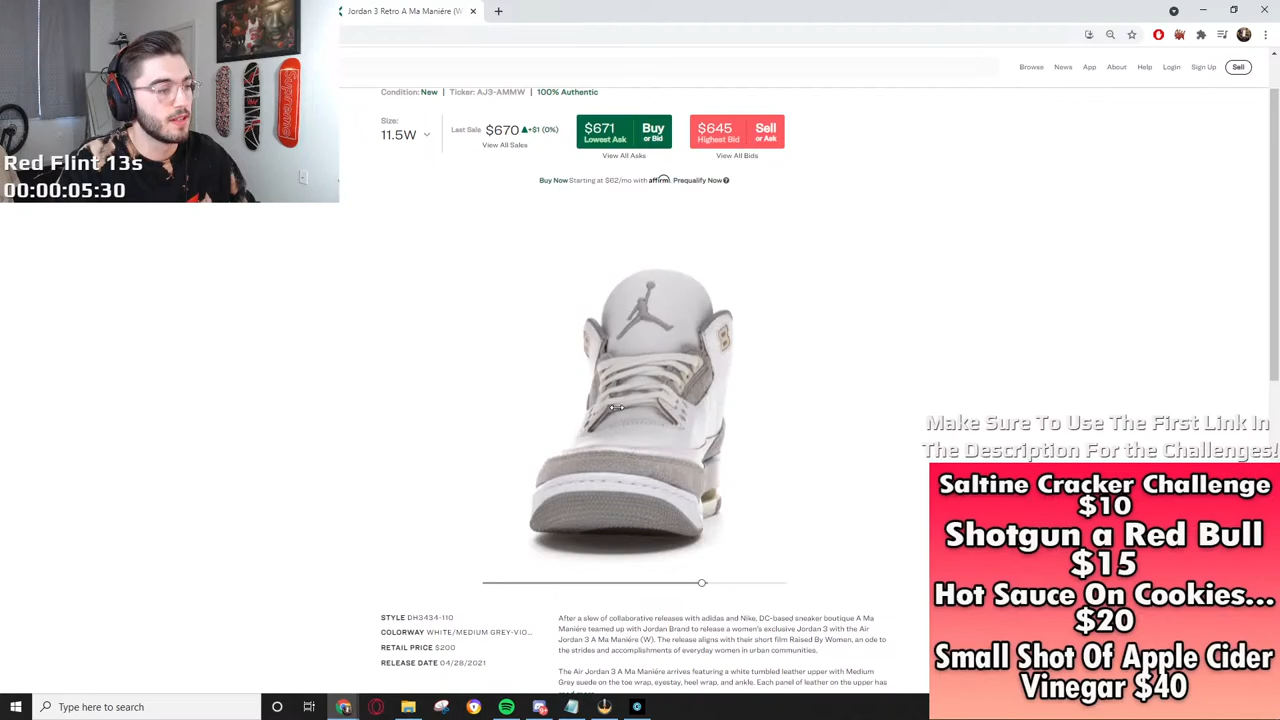 Jordan 3 Retro A Ma Maniére (W
Browse News App About Help Login Sign Up Sell
Condition: New | Ticker: AJ3-AMMW | 100% Authentic
Size:
11.5W
Last Sale $670 ▲+$1 (0%)
View All Sales
$671
Lowest Ask
Buy
or Bid
View All Asks
$645
Highest Bid
Sell
or Ask
View All Bids
Buy Now Starting at $62/mo with affirm. Prequalify Now
Red Flint 13s
00:00:05:30
Supreme
Make Sure To Use The First Link In
The Description For the Challenges!
Saltine Cracker Challenge
$10
Shotgun a Red Bull
$15
Hot Sauce On Cookies...
$20
Small Shot Of Apple Cider
Vinegar $40
STYLE DH3434-110
COLORWAY WHITE/MEDIUM GREY-VIO...
RETAIL PRICE $200
RELEASE DATE 04/28/2021
After a slew of collaborative releases with adidas and Nike, DC-based sneaker boutique A Ma
Maniére teamed up with Jordan Brand to release a women's exclusive Jordan 3 with the Air
Jordan 3 A Ma Maniére (W). The release aligns with their short film Raised By Women, an ode to
the strides and accomplishments of everyday women in urban communities.
The Air Jordan 3 A Ma Maniére arrives featuring a white tumbled leather upper with Medium
Grey suede on the toe wrap, eyestay, heel wrap, and ankle. Each panel of leather on the upper has
Type here to search